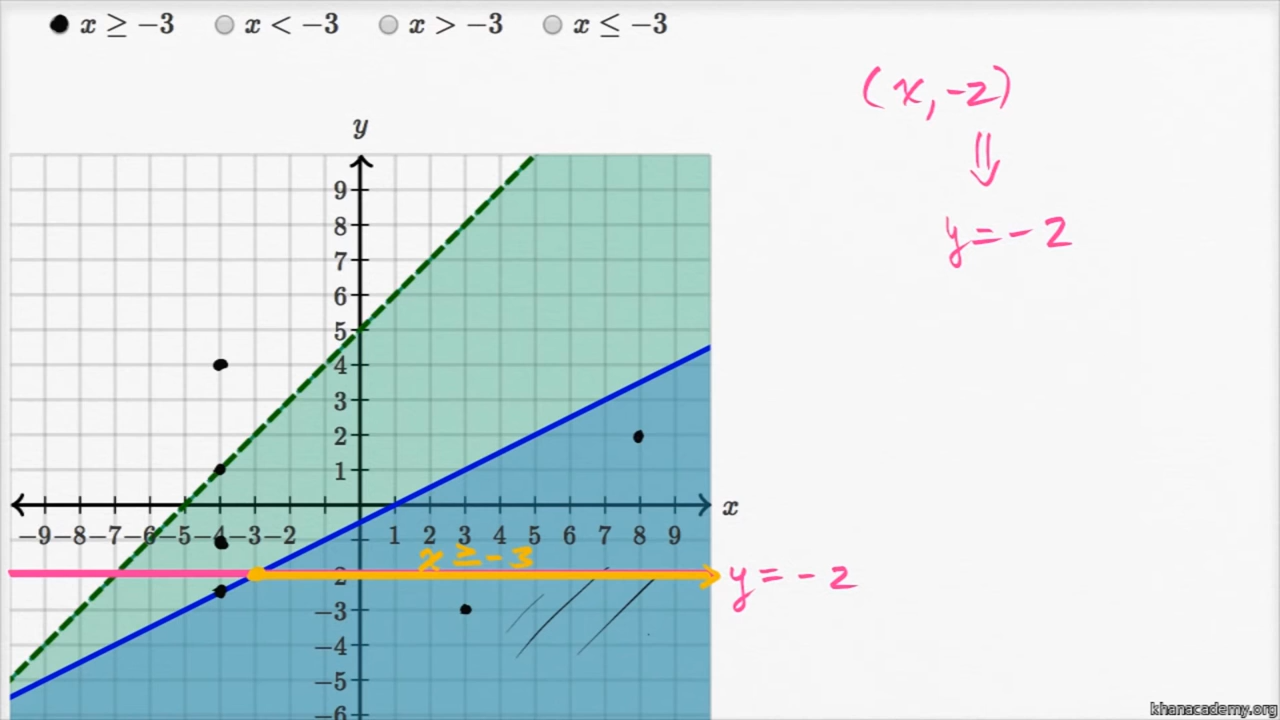 x ≥ −3 x < −3 x > −3 x ≤ −3
(x, -2)
y = -2
y
9
8
7
6
5
4
3
2
1
x
−9 −8 −7 −6 −5 −4 −3 −2 1 2 3 4 5 6 7 8 9
x ≥ -3
2
y = -2
−3
−4
−5
−6
khanacademy.org